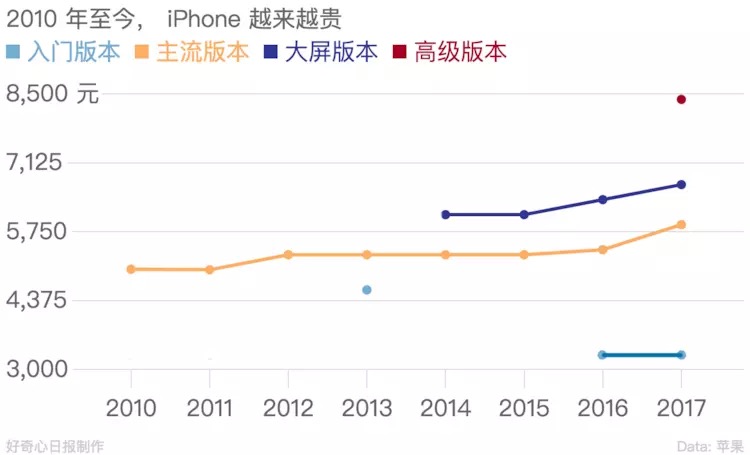 2010 年至今， iPhone 越来越贵
入门版本 主流版本 大屏版本 高级版本
8,500 元
7,125
5,750
4,375
3,000
2010 2011 2012 2013 2014 2015 2016 2017
好奇心日报制作 Data: 苹果